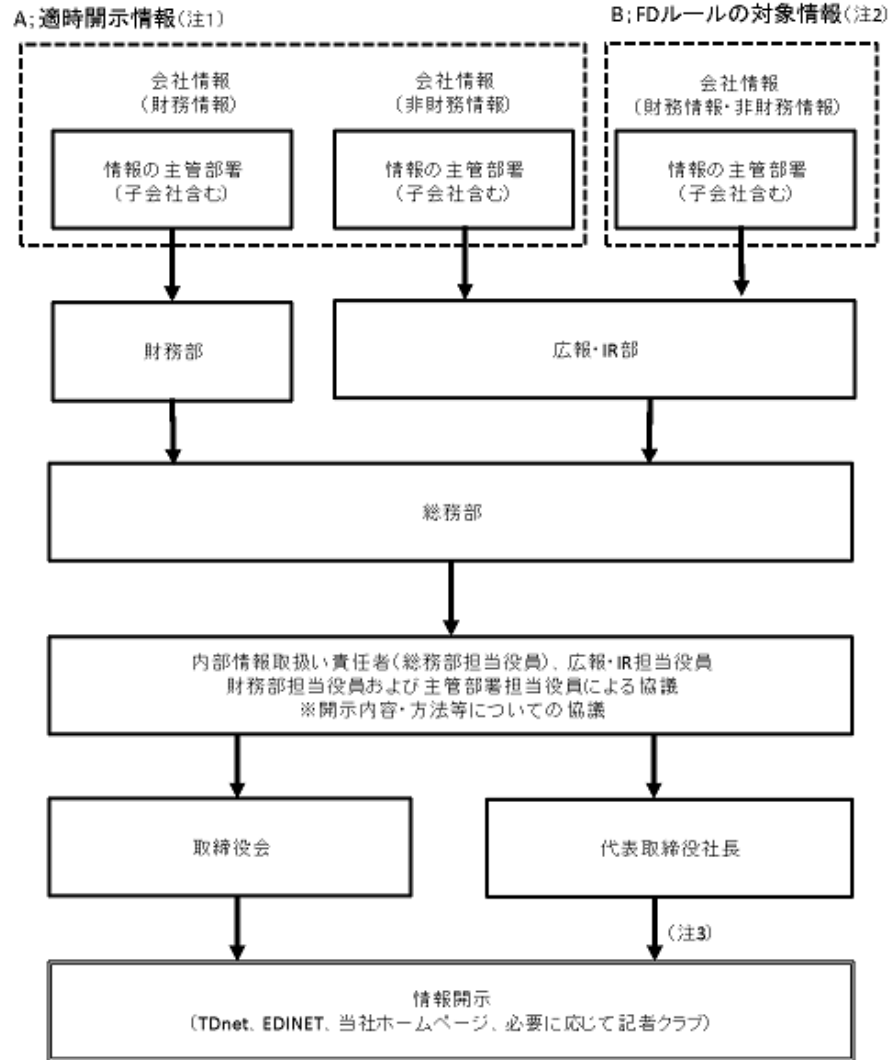 A;適時開示情報(注1)
B;FDルールの対象情報(注2)
会社情報
(財務情報)
会社情報
(非財務情報)
会社情報
(財務情報・非財務情報)
情報の主管部署
(子会社含む)
情報の主管部署
(子会社含む)
情報の主管部署
(子会社含む)
財務部
広報・IR部
総務部
内部情報取扱い責任者(総務部担当役員)、広報・IR担当役員
財務部担当役員および主管部署担当役員による協議
※開示内容・方法等についての協議
取締役会
代表取締役社長
(注3)
情報開示
(TDnet、EDINET、当社ホームページ、必要に応じて記者クラブ)